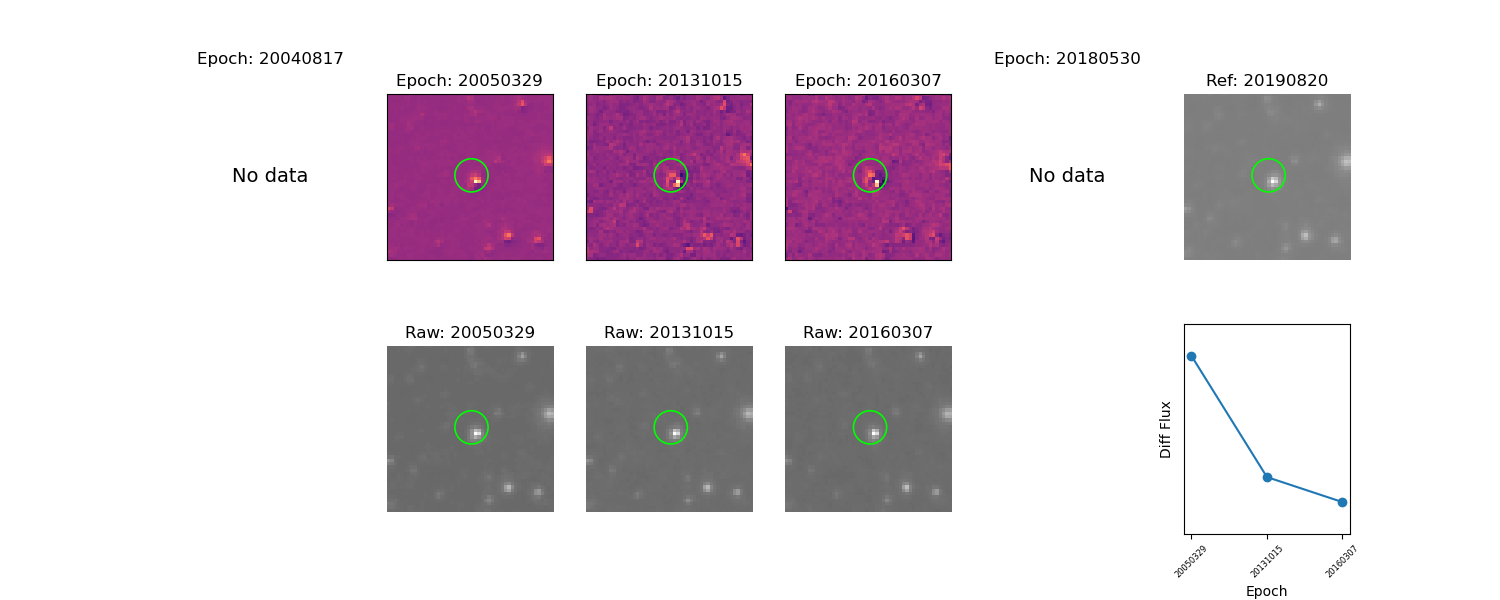 Epoch: 20040817
Epoch: 20050329
Epoch: 20131015
Epoch: 20160307
Epoch: 20180530
Ref: 20190820
No data
No data
Raw: 20050329
Raw: 20131015
Raw: 20160307
Diff Flux
20050329
20131015
20160307
Epoch